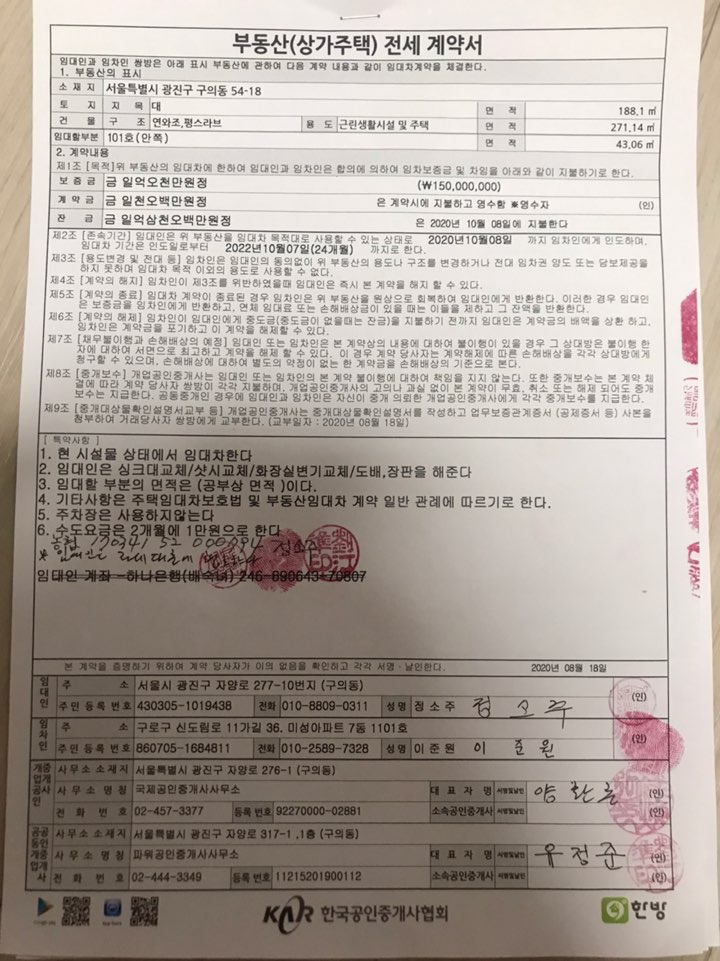 부동산(상가주택) 전세 계약서
임대인과 임차인 쌍방은 아래 표시 부동산에 관하여 다음 계약 내용과 같이 임대차계약을 체결한다.
1. 부동산의 표시
소 재 지 서울특별시 광진구 구의동 54-18
토 지 지 목 대 면 적 188.1 ㎡
건 물 구 조 연와조,평스라브 용 도 근린생활시설 및 주택 면 적 271.14 ㎡
임대할부분 101호(안쪽) 면 적 43.06 ㎡
2. 계약내용
제1조 [목적]위 부동산의 임대차에 한하여 임대인과 임차인은 합의에 의하여 임차보증금 및 차임을 아래와 같이 지불하기로 한다.
보 증 금 금 일억오천만원정 (₩150,000,000)
계 약 금 금 일천오백만원정 은 계약시에 지불하고 영수함 ※영수자 (인)
잔 금 금 일억삼천오백만원정 은 2020년 10월 08일에 지불한다
제2조 [존속기간] 임대인은 위 부동산을 임대차 목적대로 사용할 수 있는 상태로 2020년10월08일 까지 임차인에게 인도하며,
임대차 기간은 인도일로부터 2022년10월07일(24개월) 까지로 한다.
제3조 [용도변경 및 전대 등] 임차인은 임대인의 동의없이 위 부동산의 용도나 구조를 변경하거나 전대 임차권 양도 또는 담보제공을
하지 못하며 임대차 목적 이외의 용도로 사용할 수 없다.
제4조 [계약의 해지] 임차인이 제3조를 위반하였을때 임대인은 즉시 본 계약을 해지 할 수 있다.
제5조 [계약의 종료] 임대차 계약이 종료된 경우 임차인은 위 부동산을 원상으로 회복하여 임대인에게 반환한다. 이러한 경우 임대인
은 보증금을 임차인에게 반환하고, 연체 임대료 또는 손해배상금이 있을 때는 이들을 제하고 그 잔액을 반환한다.
제6조 [계약의 해제] 임차인이 임대인에게 중도금(중도금이 없을때는 잔금)을 지불하기 전까지 임대인은 계약금의 배액을 상환 하고,
임차인은 계약금을 포기하고 이 계약을 해제할 수 있다.
제7조 [채무불이행과 손해배상의 예정] 임대인 또는 임차인은 본 계약상의 내용에 대하여 불이행이 있을 경우 그 상대방은 불이행 한
자에 대하여 서면으로 최고하고 계약을 해제 할 수 있다. 이 경우 계약 당사자는 계약해제에 따른 손해배상을 각각 상대방에게
청구할 수 있으며, 손해배상에 대하여 별도의 약정이 없는 한 계약금을 손해배상의 기준으로 본다.
제8조 [중개보수] 개업공인중개사는 임대인 또는 임차인의 본 계약 불이행에 대하여 책임을 지지 않는다. 또한 중개보수는 본 계약 체
결에 따라 계약 당사자 쌍방이 각각 지불하며, 개업공인중개사의 고의나 과실 없이 본 계약이 무효, 취소 또는 해제 되어도 중개
보수는 지급한다. 공동중개인 경우에 임대인과 임차인은 자신이 중개 의뢰한 개업공인중개사에게 각각 중개보수를 지급한다.
제9조 [중개대상물확인설명서교부 등] 개업공인중개사는 중개대상물확인설명서를 작성하고 업무보증관계증서 (공제증서 등) 사본을
첨부하여 거래당사자 쌍방에게 교부한다. (교부일자 : 2020년 08월 18일)
[ 특약사항 ]
1. 현 시설물 상태에서 임대차한다
2. 임대인은 싱크대교체/샷시교체/화장실변기교체/도배,장판을 해준다
3. 임대할 부분의 면적은 (공부상 면적 )이다.
4. 기타사항은 주택임대차보호법 및 부동산임대차 계약 일반 관례에 따르기로 한다.
5. 주차장은 사용하지않는다
6. 수도요금은 2개월에 1만원으로 한다
농협 170341 52 0000914 정소주
임대인 계좌 -하나은행(배숙녀) 246-890643-70807
본 계약을 증명하기 위하여 계약 당사자가 이의 없음을 확인하고 각각 서명·날인한다. 2020년 08월 18일
임대인 주 소 서울시 광진구 자양로 277-10번지 (구의동) (인)
주민 등록 번호 430305-1019438 전화 010-8809-0311 성명 정소주 정소주
임차인 주 소 구로구 신도림로 11가길 36. 미성아파트 7동 1101호 (인)
주민 등록 번호 860705-1684811 전화 010-2589-7328 성명 이준원 이준원
개업공인중개사 사무소 소재지 서울특별시 광진구 자양로 276-1 (구의동)
사무소 명칭 국제공인중개사사무소 대 표 자 명 서명및날인 (인)
전 화 번 호 02-457-3377 등록 번호 92270000-02881 소속공인중개사 서명및날인 (인)
공동개업공인중개사 사무소 소재지 서울특별시 광진구 자양로 317-1 ,1층 (구의동)
사무소 명칭 파워공인중개사사무소 대 표 자 명 서명및날인 유정준 (인)
전 화 번 호 02-444-3349 등록 번호 11215201900112 소속공인중개사 서명및날인 (인)
KAR 한국공인중개사협회 한방